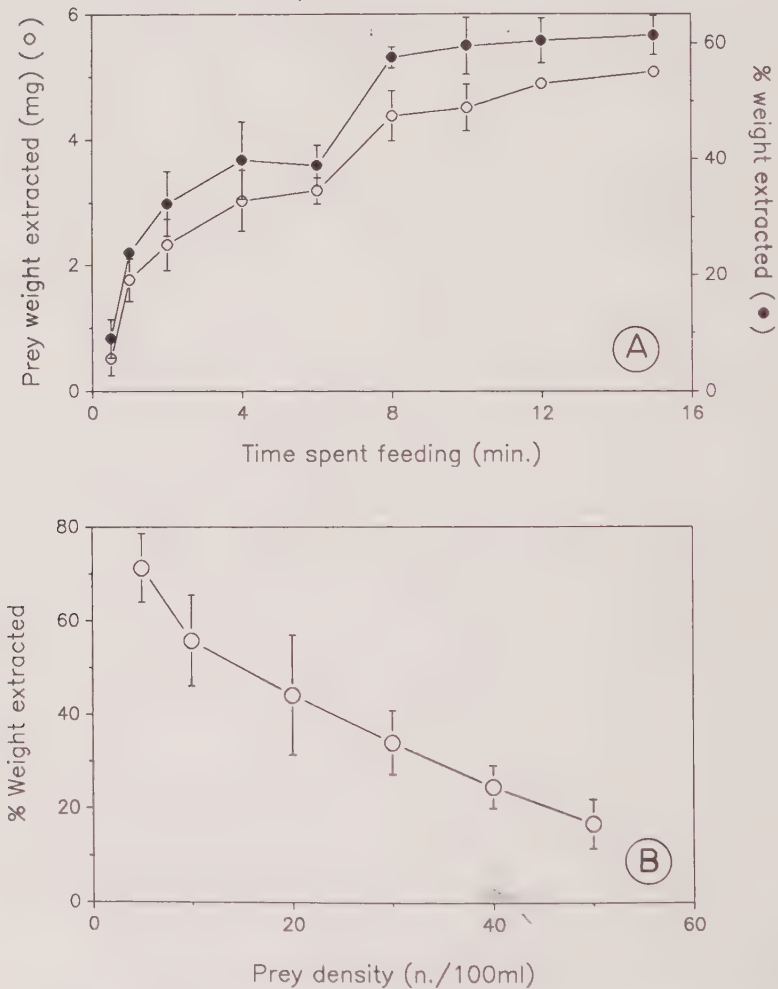 Prey weight extracted (mg) (o)
6
4
2
0
% weight extracted (●)
60
40
20
0
A
0 4 8 12 16
Time spent feeding (min.)
% Weight extracted
80
60
40
20
0
B
0 20 40 60
Prey density (n./100ml)